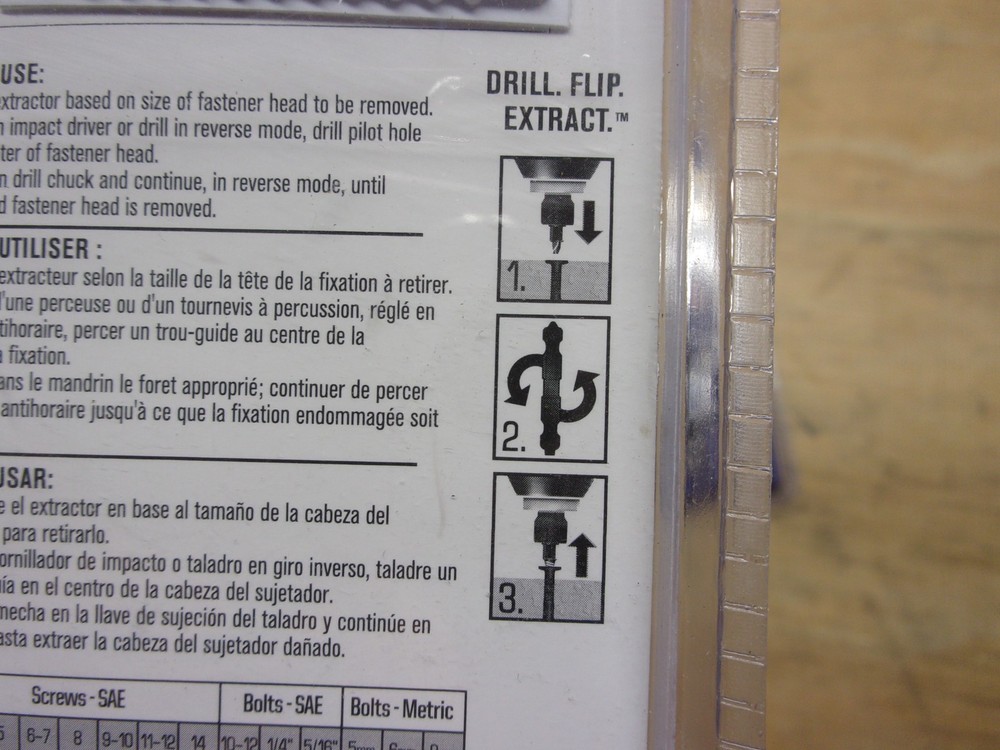 USE:
extractor based on size of fastener head to be removed.
impact driver or drill in reverse mode, drill pilot hole
of fastener head.
drill chuck and continue, in reverse mode, until
fastener head is removed.
UTILISER :
extracteur selon la taille de la tête de la fixation à retirer.
d'une perceuse ou d'un tournevis à percussion, réglé en
percer un trou-guide au centre de la
fixation.
le mandrin le foret approprié; continuer de percer
antihoraire jusqu'à ce que la fixation endommagée soit
USAR:
el extractor en base al tamaño de la cabeza del
para retirarlo.
de impacto o taladro en giro inverso, taladre un
en el centro de la cabeza del sujetador.
mecha en la llave de sujeción del taladro y continúe en
extraer la cabeza del sujetador dañado.
DRILL. FLIP.
EXTRACT.™
1.
2.
3.
Screws - SAE Bolts - SAE Bolts - Metric
6-7 8 9-10 11-12 14 10-12 1/4" 5/16"